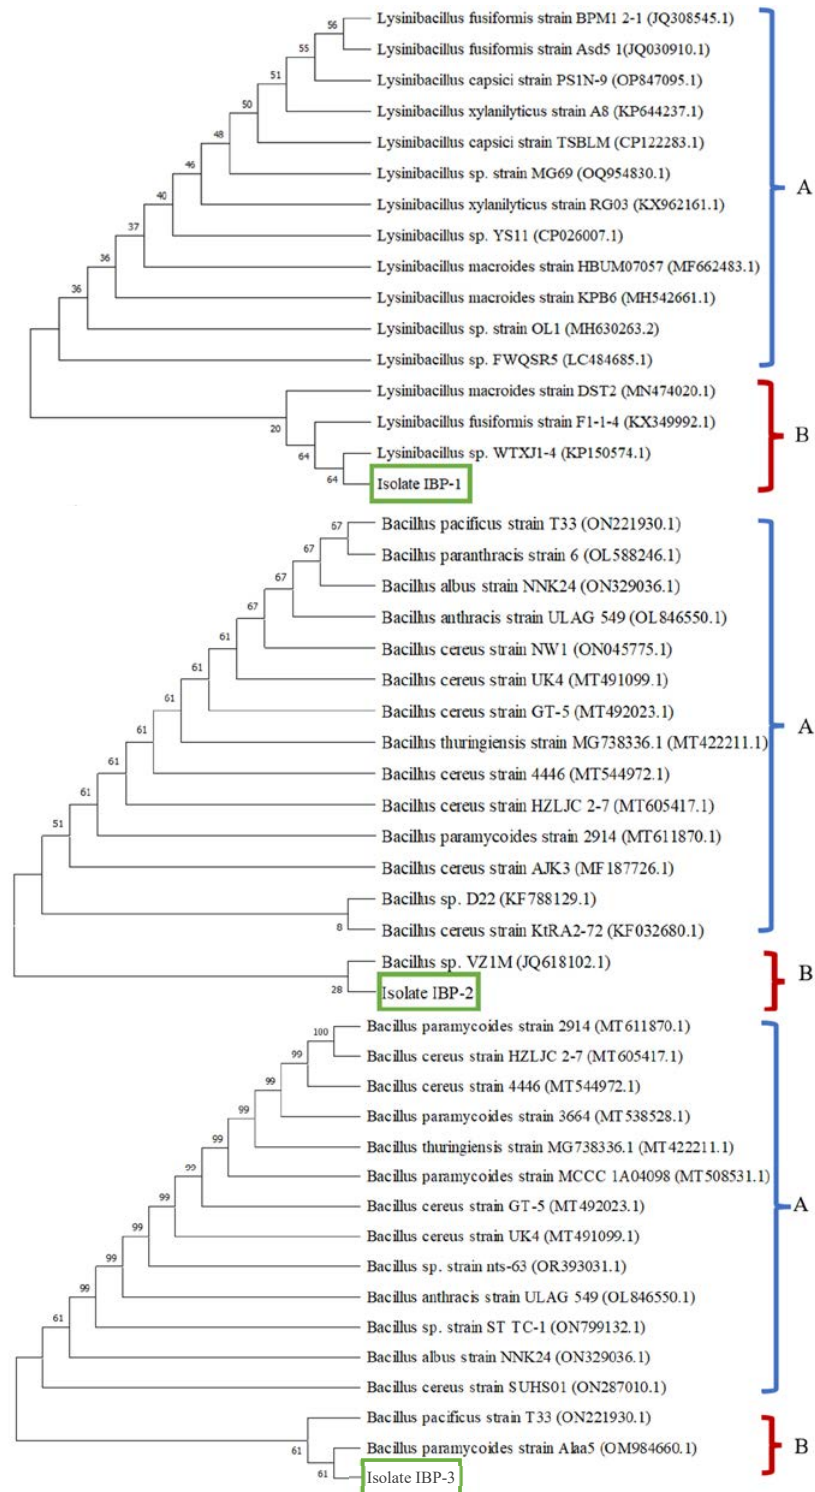 56 Lysinibacillus fusiformis strain BPM1 2-1 (JQ308545.1)
55 Lysinibacillus fusiformis strain Asd5 1(JQ030910.1)
51 Lysinibacillus capsici strain PS1N-9 (OP847095.1)
50 Lysinibacillus xylanilyticus strain A8 (KP644237.1)
48 Lysinibacillus capsici strain TSBLM (CP122283.1)
46 Lysinibacillus sp. strain MG69 (OQ954830.1)
40 Lysinibacillus xylanilyticus strain RG03 (KX962161.1)
A
37 Lysinibacillus sp. YS11 (CP026007.1)
36 Lysinibacillus macroides strain HBUM07057 (MF662483.1)
36 Lysinibacillus macroides strain KPB6 (MH542661.1)
Lysinibacillus sp. strain OL1 (MH630263.2)
Lysinibacillus sp. FWQSR5 (LC484685.1)
Lysinibacillus macroides strain DST2 (MN474020.1)
20 Lysinibacillus fusiformis strain F1-1-4 (KX349992.1)
B
64 Lysinibacillus sp. WTXJ1-4 (KP150574.1)
64 Isolate IBP-1
67 Bacillus pacificus strain T33 (ON221930.1)
67 Bacillus paranthracis strain 6 (OL588246.1)
67 Bacillus albus strain NNK24 (ON329036.1)
67 Bacillus anthracis strain ULAG 549 (OL846550.1)
61 Bacillus cereus strain NW1 (ON045775.1)
61 Bacillus cereus strain UK4 (MT491099.1)
61 Bacillus cereus strain GT-5 (MT492023.1)
A
61 Bacillus thuringiensis strain MG738336.1 (MT422211.1)
61 Bacillus cereus strain 4446 (MT544972.1)
61 Bacillus cereus strain HZLJC 2-7 (MT605417.1)
51 Bacillus paramycoides strain 2914 (MT611870.1)
Bacillus cereus strain AJK3 (MF187726.1)
Bacillus sp. D22 (KF788129.1)
8 Bacillus cereus strain KtRA2-72 (KF032680.1)
Bacillus sp. VZ1M (JQ618102.1)
B
28 Isolate IBP-2
100 Bacillus paramycoides strain 2914 (MT611870.1)
99 Bacillus cereus strain HZLJC 2-7 (MT605417.1)
99 Bacillus cereus strain 4446 (MT544972.1)
99 Bacillus paramycoides strain 3664 (MT538528.1)
99 Bacillus thuringiensis strain MG738336.1 (MT422211.1)
99 Bacillus paramycoides strain MCCC 1A04098 (MT508531.1)
99 Bacillus cereus strain GT-5 (MT492023.1)
A
99 Bacillus cereus strain UK4 (MT491099.1)
99 Bacillus sp. strain nts-63 (OR393031.1)
99 Bacillus anthracis strain ULAG 549 (OL846550.1)
61 Bacillus sp. strain ST TC-1 (ON799132.1)
Bacillus albus strain NNK24 (ON329036.1)
Bacillus cereus strain SUHS01 (ON287010.1)
Bacillus pacificus strain T33 (ON221930.1)
61 Bacillus paramycoides strain Alaa5 (OM984660.1)
B
61 Isolate IBP-3